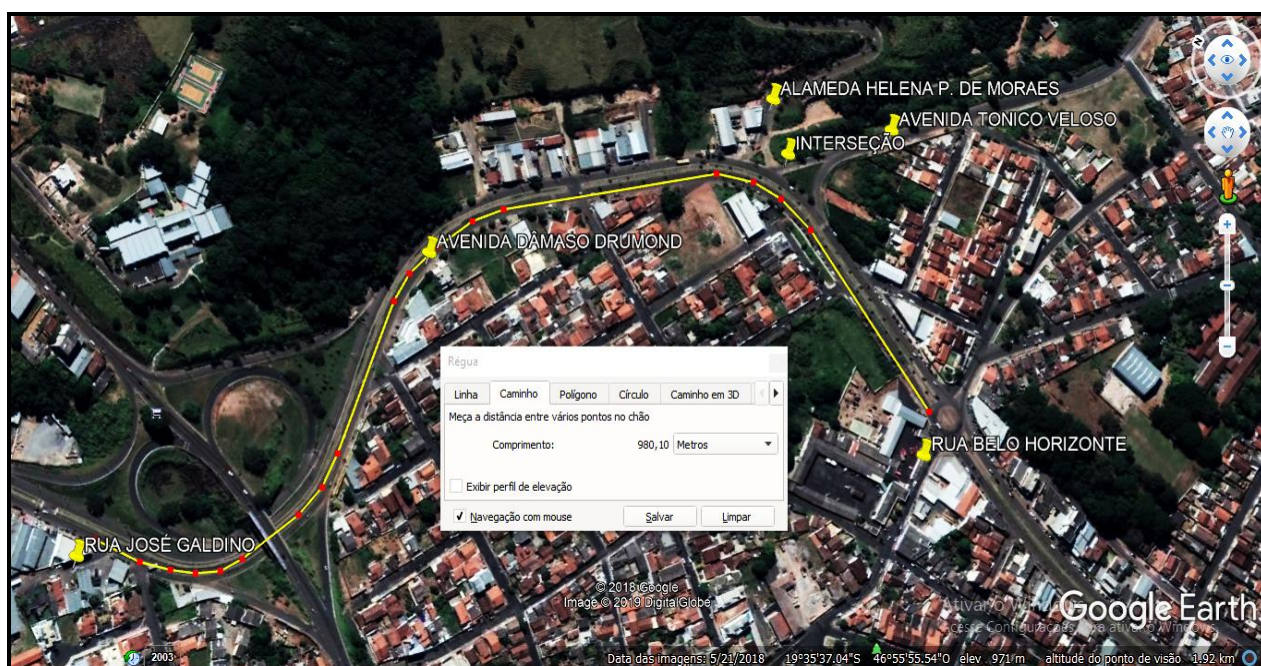 ALAMEDA HELENA P. DE MORAES
AVENIDA TONICO VELOSO
INTERSEÇÃO
AVENIDA DÂMASO DRUMOND
Régua
Linha Caminho Polígono Círculo Caminho em 3D
Meça a distância entre vários pontos no chão
Comprimento: 980,10 Metros
Exibir perfil de elevação
Navegação com mouse Salvar Limpar
RUA BELO HORIZONTE
RUA JOSÉ GALDINO
© 2018 Google
Image © 2019 DigitalGlobe
Google Earth
2003
Data das imagens: 5/21/2018 19°35'37.04"S 46°55'55.54"O elev 971 m altitude do ponto de visão 1.92 km